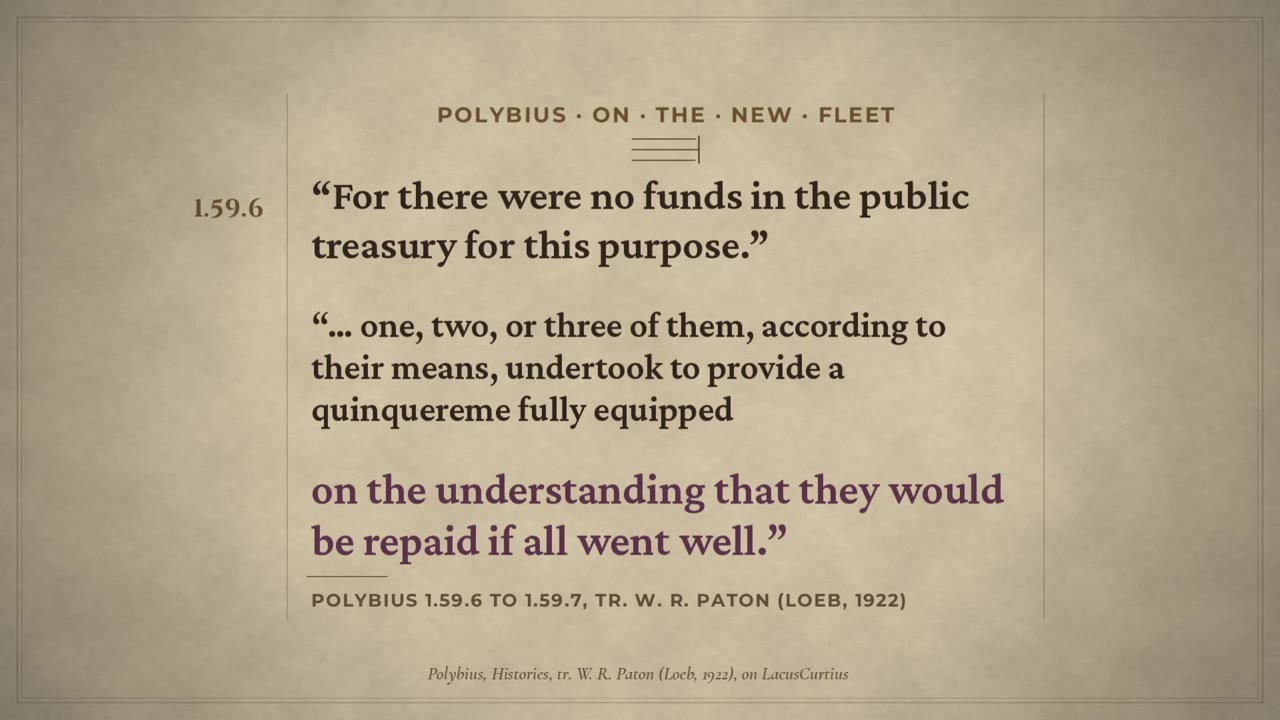 POLYBIUS · ON · THE · NEW · FLEET
1.59.6
“For there were no funds in the public
treasury for this purpose.”
“... one, two, or three of them, according to
their means, undertook to provide a
quinquereme fully equipped
on the understanding that they would
be repaid if all went well.”
POLYBIUS 1.59.6 TO 1.59.7, TR. W. R. PATON (LOEB, 1922)
Polybius, Histories, tr. W. R. Paton (Loeb, 1922), on LacusCurtius